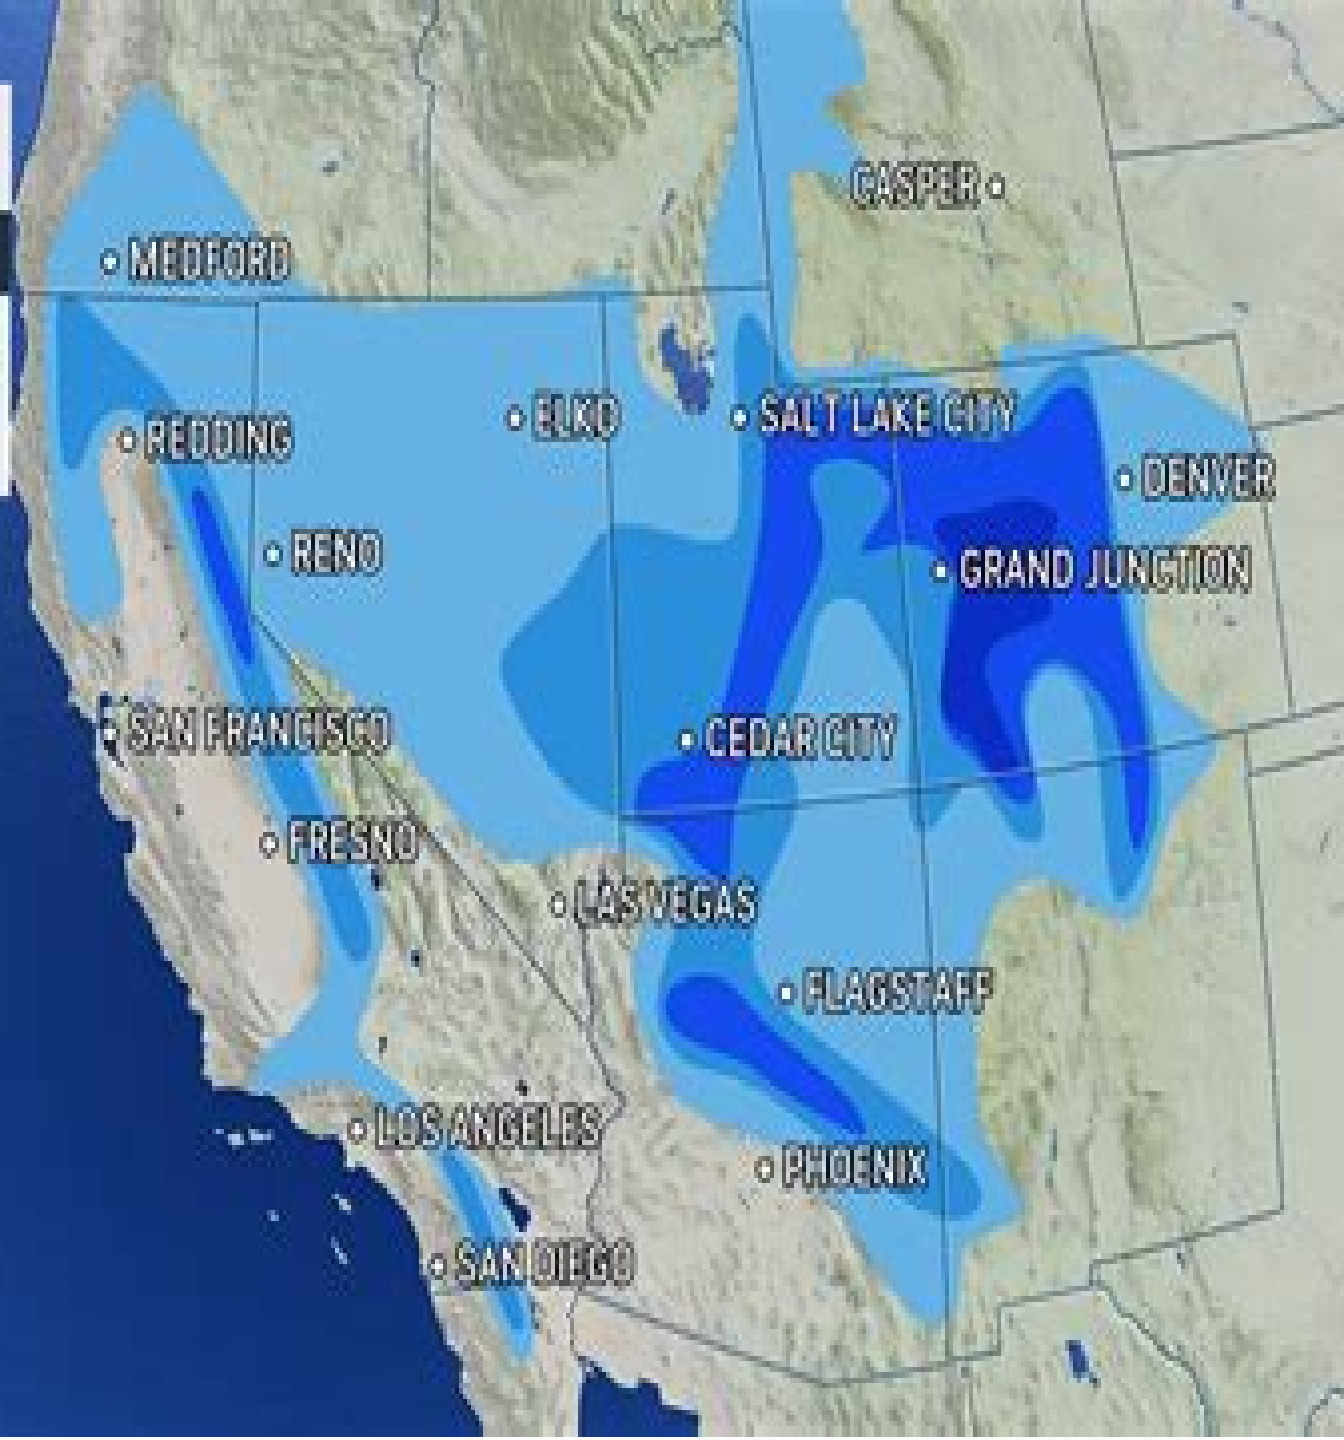 CASPER
MEDFORD
ELKO
SALT LAKE CITY
REDDING
DENVER
RENO
GRAND JUNCTION
SAN FRANCISCO
CEDAR CITY
FRESNO
LAS VEGAS
FLAGSTAFF
LOS ANGELES
PHOENIX
SAN DIEGO